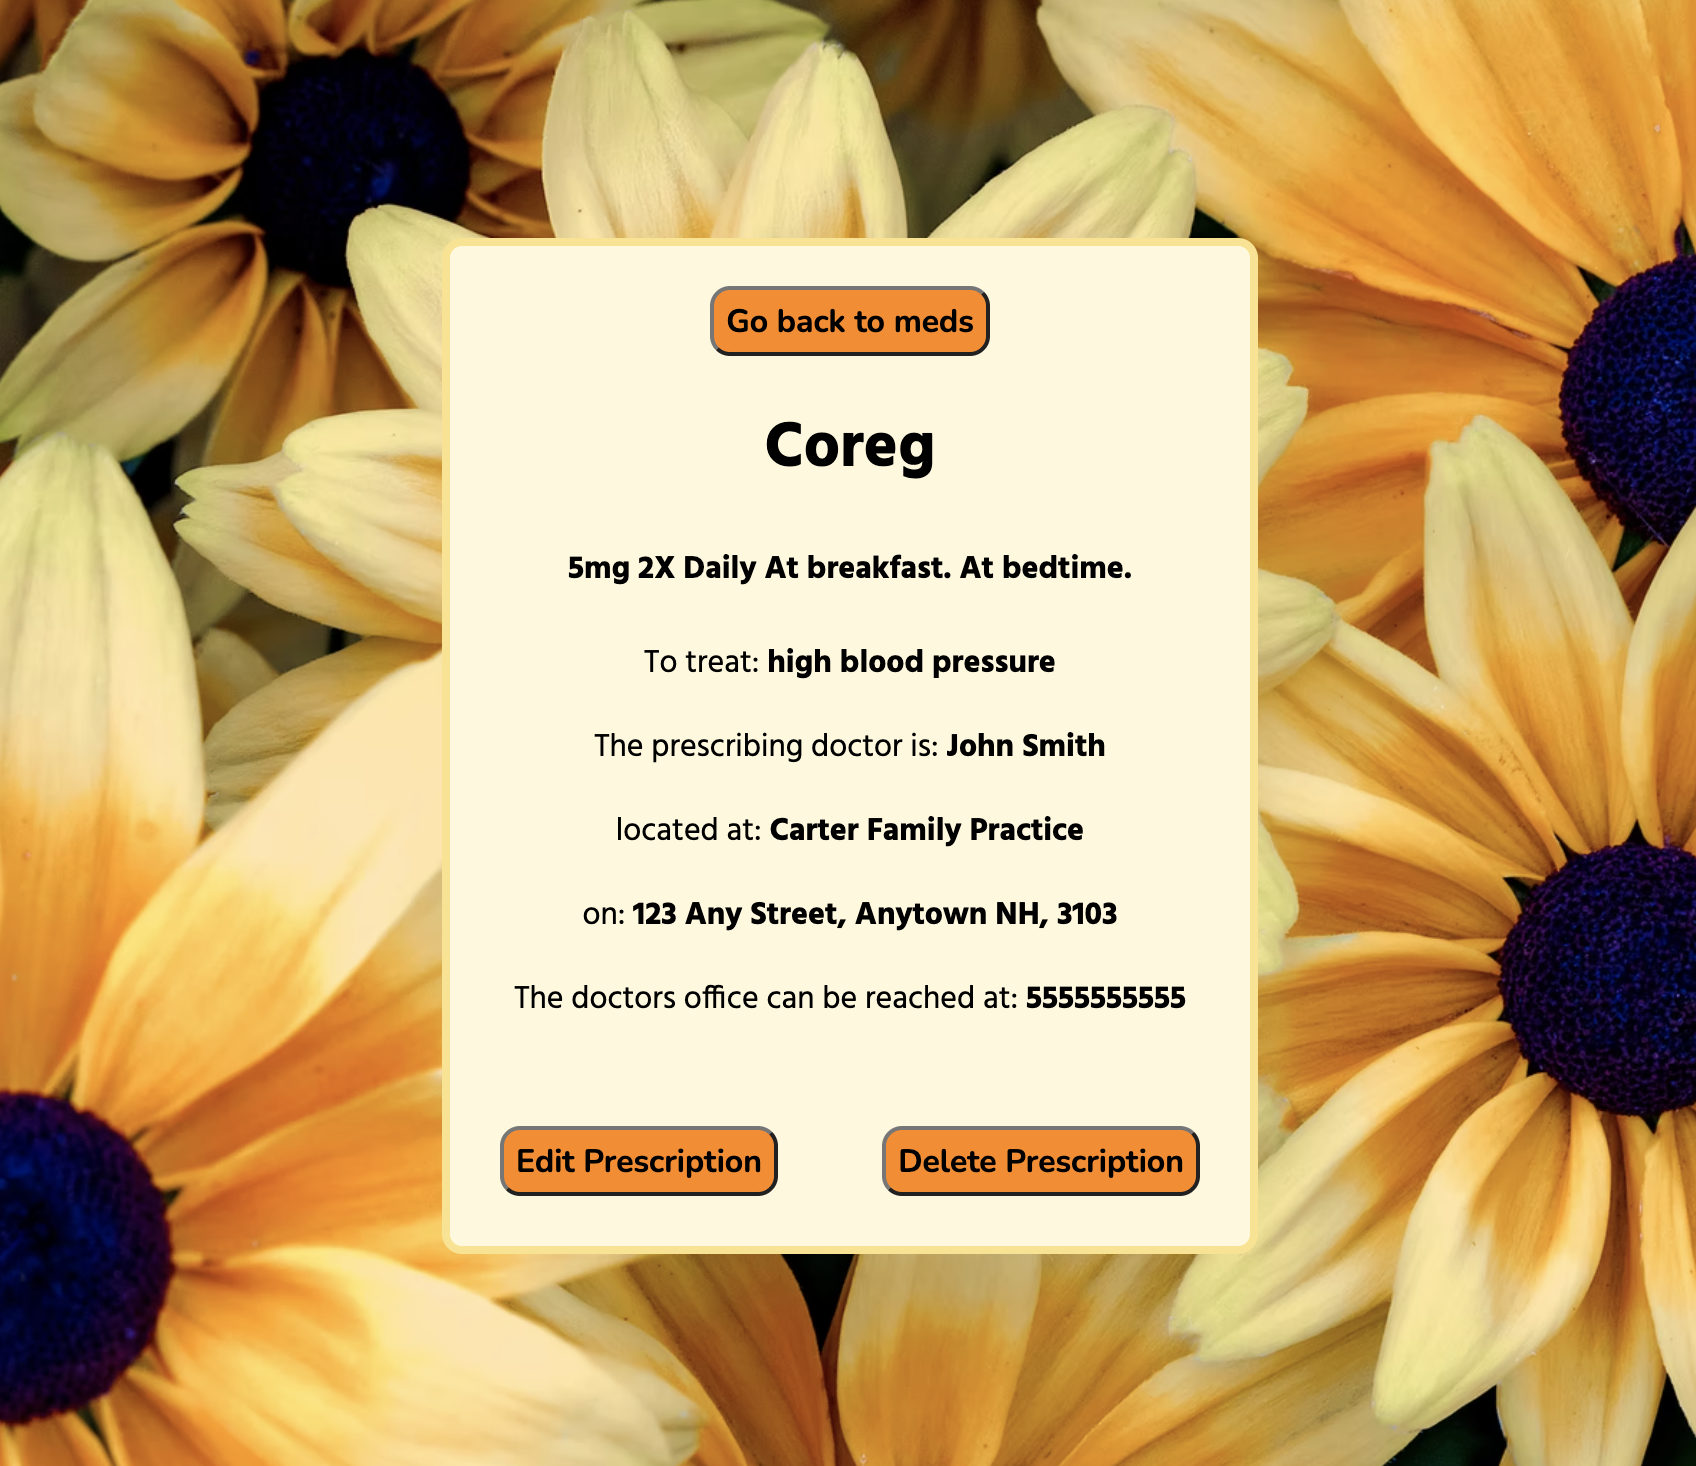 Go back to meds
Coreg
5mg 2X Daily At breakfast. At bedtime.
To treat: high blood pressure
The prescribing doctor is: John Smith
located at: Carter Family Practice
on: 123 Any Street, Anytown NH, 3103
The doctors office can be reached at: 5555555555
Edit Prescription
Delete Prescription